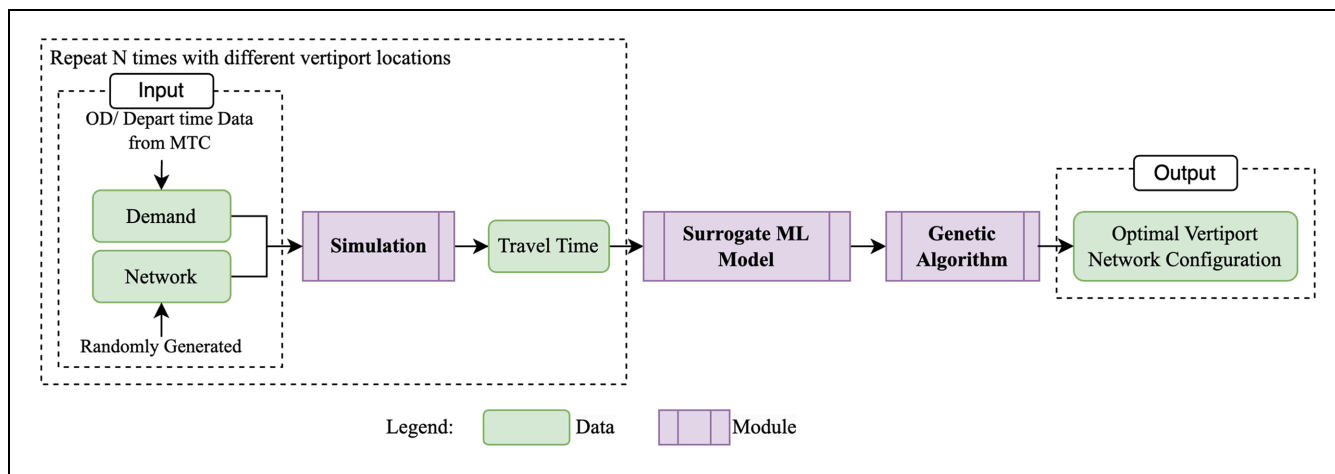 Repeat N times with different vertiport locations
Input
OD/ Depart time Data
from MTC
Demand
Network
Randomly Generated
Simulation
Travel Time
Surrogate ML
Model
Genetic
Algorithm
Output
Optimal Vertiport
Network Configuration
Legend:
Data
Module